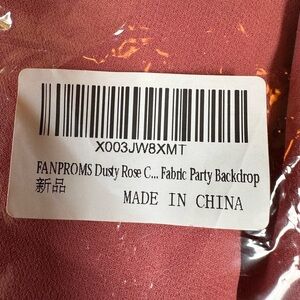 X003JW8XMT
FANPROMS Dusty Rose C... Fabric Party Backdrop
新品
MADE IN CHINA